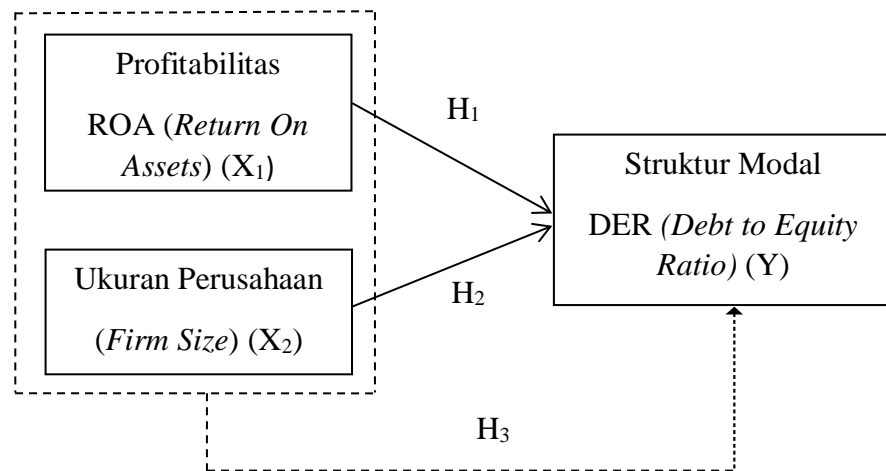 Profitabilitas
ROA (Return On
Assets) (X₁)
H₁
Struktur Modal
DER (Debt to Equity
Ratio) (Y)
Ukuran Perusahaan
(Firm Size) (X₂)
H₂
H₃